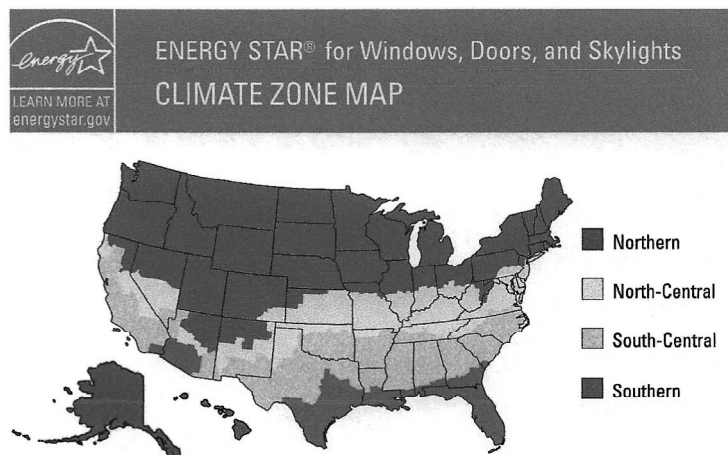 energy
LEARN MORE AT
energystar.gov
ENERGY STAR® for Windows, Doors, and Skylights
CLIMATE ZONE MAP
Northern
North-Central
South-Central
Southern